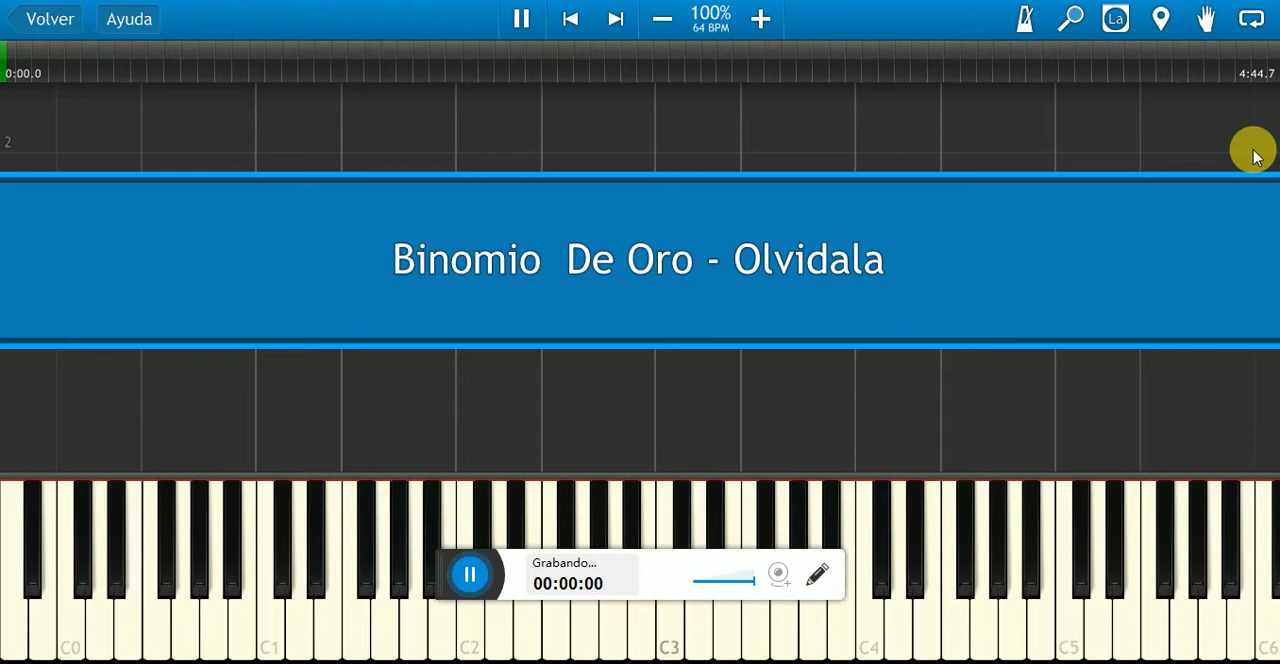 Volver Ayuda 100% La
64 BPM
0:00.0 4:44.7
2
Binomio De Oro - Olvidala
Grabando...
00:00:00
C0 C1 C2 C3 C4 C5 C6